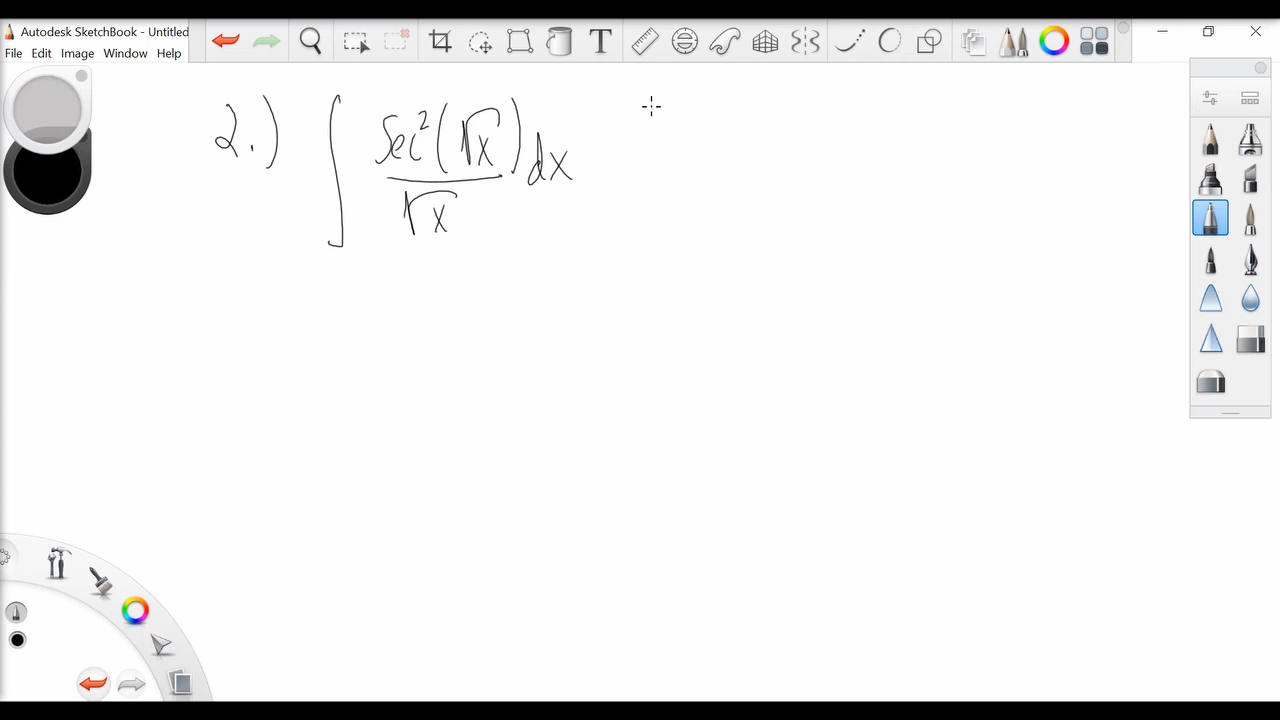 Autodesk SketchBook - Untitled
File Edit Image Window Help
T
2.) ∫ sec²(√x)/√x dx